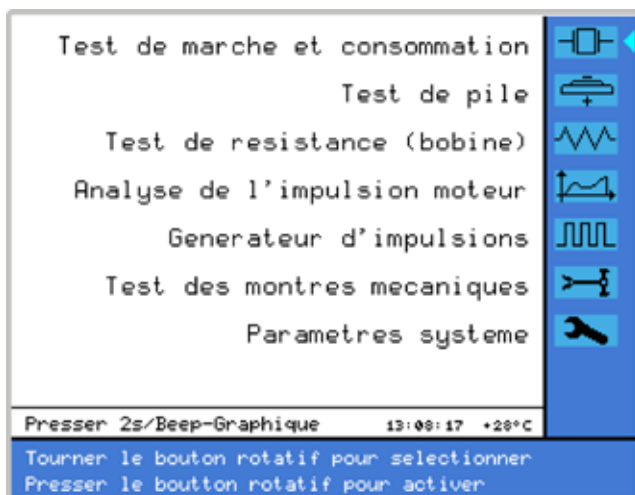 Test de marche et consommation
Test de pile
Test de resistance (bobine)
Analyse de l'impulsion moteur
Generateur d'impulsions
Test des montres mecaniques
Parametres systeme
Presser 2s/Beep-Graphique 13:08:17 +28°C
Tourner le bouton rotatif pour selectionner
Presser le boutton rotatif pour activer